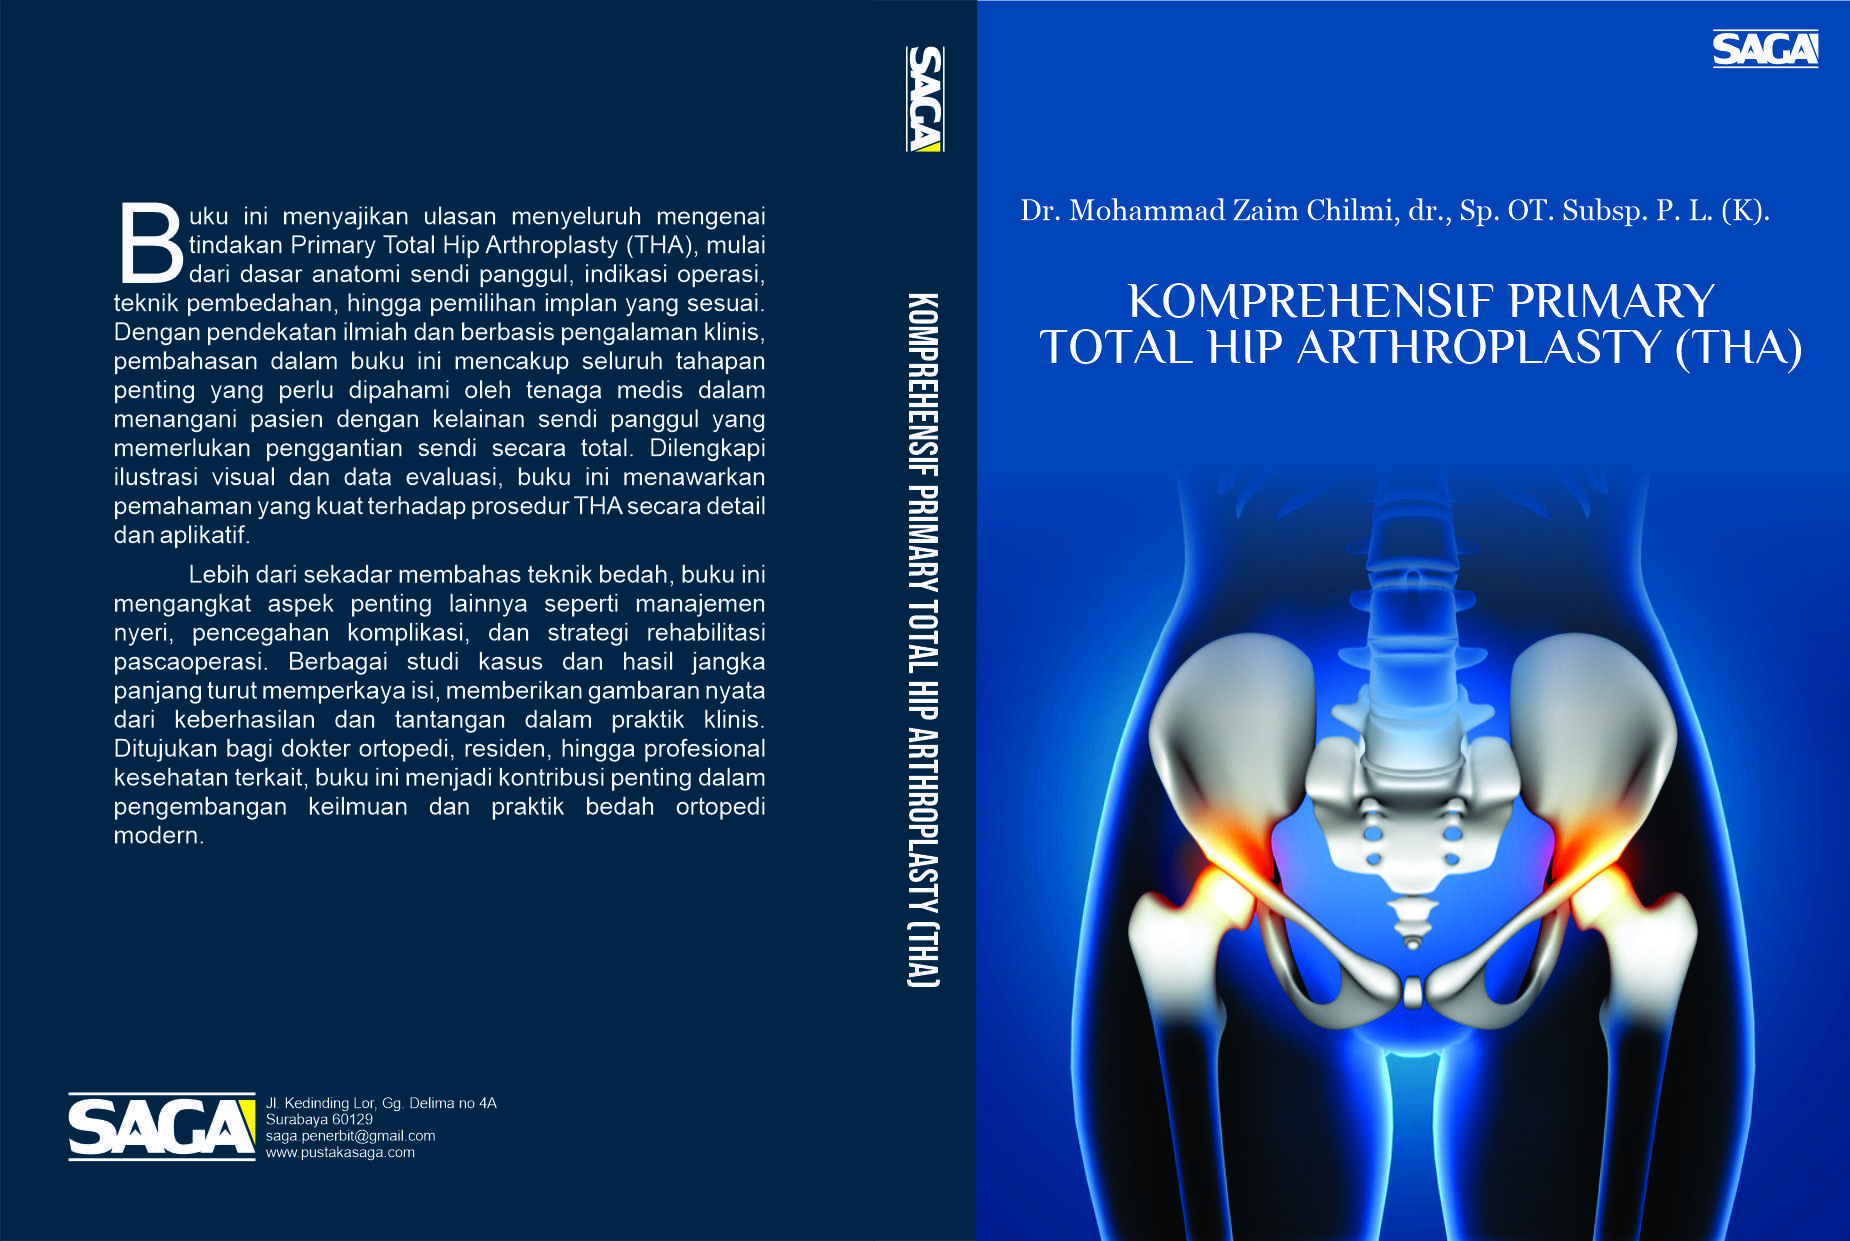 Buku ini menyajikan ulasan menyeluruh mengenai
tindakan Primary Total Hip Arthroplasty (THA), mulai
dari dasar anatomi sendi panggul, indikasi operasi,
teknik pembedahan, hingga pemilihan implan yang sesuai.
Dengan pendekatan ilmiah dan berbasis pengalaman klinis,
pembahasan dalam buku ini mencakup seluruh tahapan
penting yang perlu dipahami oleh tenaga medis dalam
menangani pasien dengan kelainan sendi panggul yang
memerlukan penggantian sendi secara total. Dilengkapi
ilustrasi visual dan data evaluasi, buku ini menawarkan
pemahaman yang kuat terhadap prosedur THA secara detail
dan aplikatif.
Lebih dari sekadar membahas teknik bedah, buku ini
mengangkat aspek penting lainnya seperti manajemen
nyeri, pencegahan komplikasi, dan strategi rehabilitasi
pascaoperasi. Berbagai studi kasus dan hasil jangka
panjang turut memperkaya isi, memberikan gambaran nyata
dari keberhasilan dan tantangan dalam praktik klinis.
Ditujukan bagi dokter ortopedi, residen, hingga profesional
kesehatan terkait, buku ini menjadi kontribusi penting dalam
pengembangan keilmuan dan praktik bedah ortopedi
modern.
SAGA
Jl. Kedinding Lor, Gg. Delima no 4A
Surabaya 60129
saga.penerbit@gmail.com
www.pustakasaga.com
SAGA
KOMPREHENSIF PRIMARY TOTAL HIP ARTHROPLASTY (THA)
SAGA
Dr. Mohammad Zaim Chilmi, dr., Sp. OT. Subsp. P. L. (K).
KOMPREHENSIF PRIMARY
TOTAL HIP ARTHROPLASTY (THA)